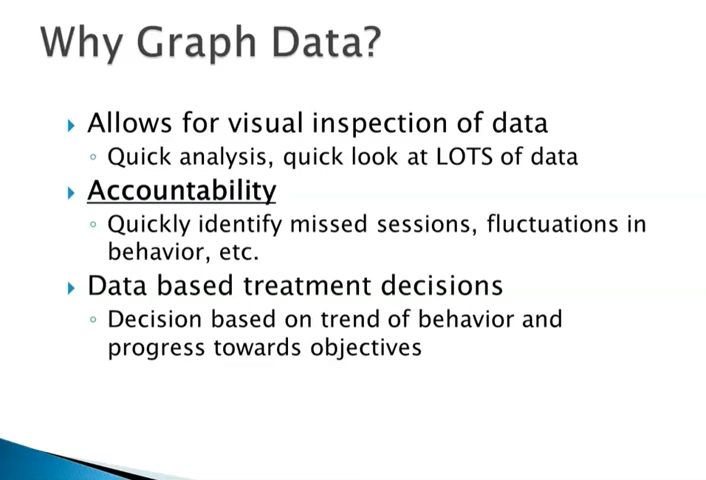 Why Graph Data?
Allows for visual inspection of data
Quick analysis, quick look at LOTS of data
Accountability
Quickly identify missed sessions, fluctuations in
behavior, etc.
Data based treatment decisions
Decision based on trend of behavior and
progress towards objectives